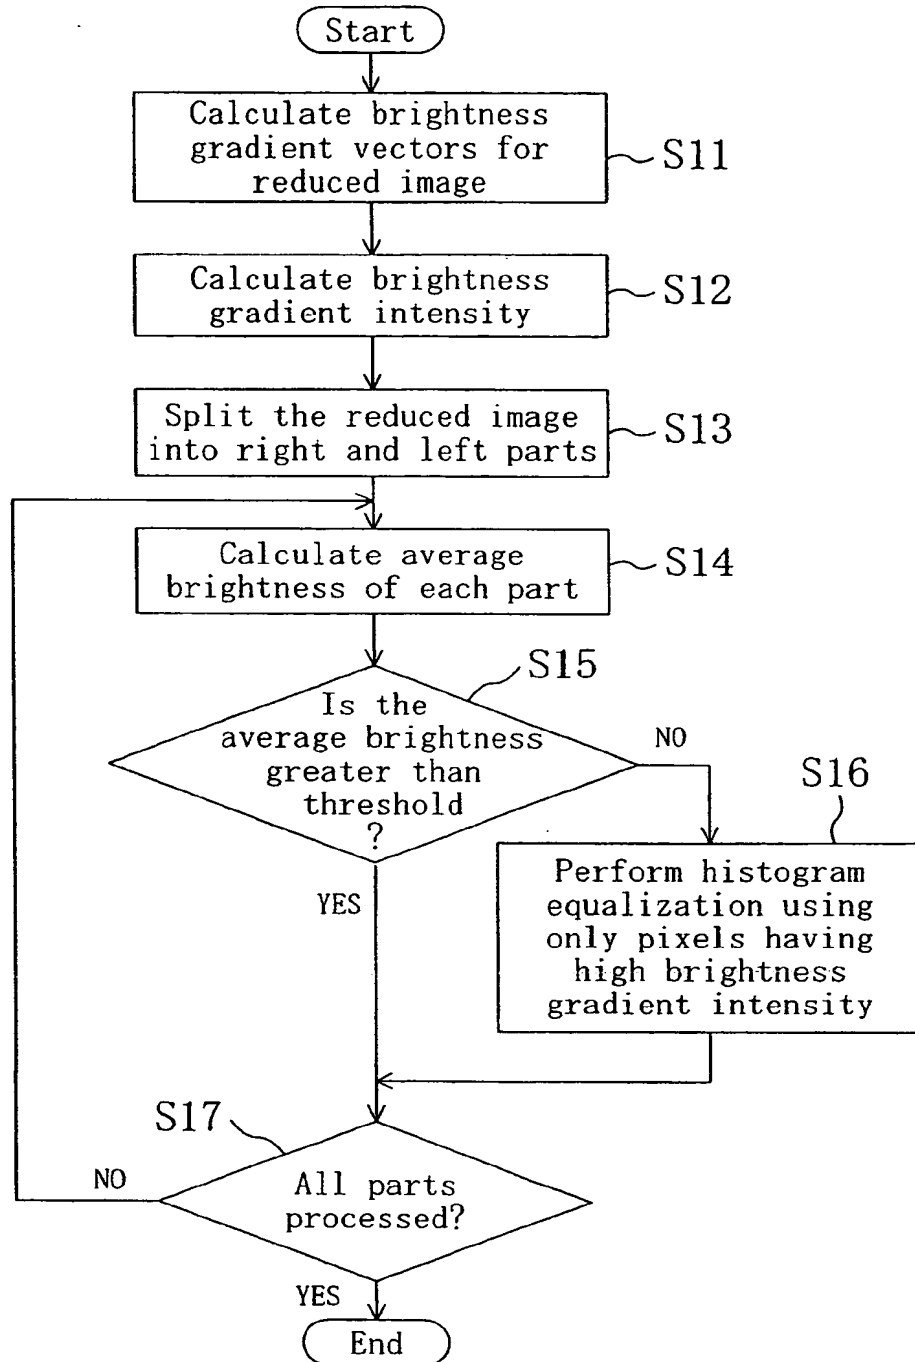 Start
Calculate brightness
gradient vectors for
reduced image
S11
Calculate brightness
gradient intensity
S12
Split the reduced image
into right and left parts
S13
Calculate average
brightness of each part
S14
S15
Is the
average brightness
greater than
threshold
?
NO
YES
S16
Perform histogram
equalization using
only pixels having
high brightness
gradient intensity
S17
All parts
processed?
NO
YES
End